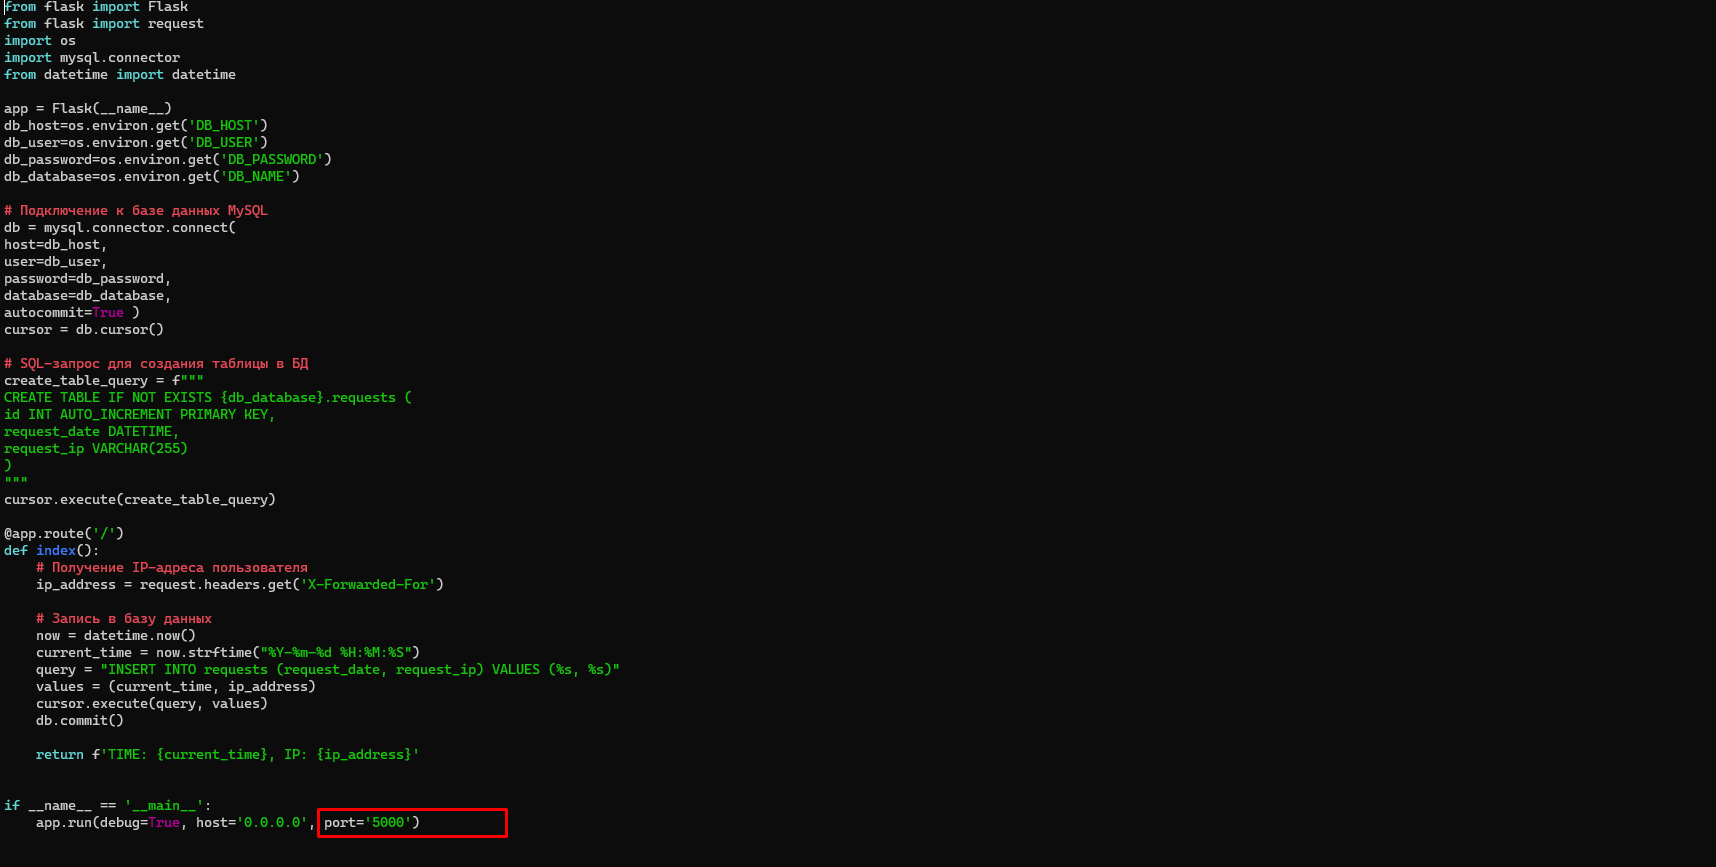 from flask import Flask
from flask import request
import os
import mysql.connector
from datetime import datetime

app = Flask(__name__)
db_host=os.environ.get('DB_HOST')
db_user=os.environ.get('DB_USER')
db_password=os.environ.get('DB_PASSWORD')
db_database=os.environ.get('DB_NAME')

# Подключение к базе данных MySQL
db = mysql.connector.connect(
host=db_host,
user=db_user,
password=db_password,
database=db_database,
autocommit=True )
cursor = db.cursor()

# SQL-запрос для создания таблицы в БД
create_table_query = f"""
CREATE TABLE IF NOT EXISTS {db_database}.requests (
id INT AUTO_INCREMENT PRIMARY KEY,
request_date DATETIME,
request_ip VARCHAR(255)
)
"""
cursor.execute(create_table_query)

@app.route('/')
def index():
    # Получение IP-адреса пользователя
    ip_address = request.headers.get('X-Forwarded-For')

    # Запись в базу данных
    now = datetime.now()
    current_time = now.strftime("%Y-%m-%d %H:%M:%S")
    query = "INSERT INTO requests (request_date, request_ip) VALUES (%s, %s)"
    values = (current_time, ip_address)
    cursor.execute(query, values)
    db.commit()

    return f'TIME: {current_time}, IP: {ip_address}'


if __name__ == '__main__':
    app.run(debug=True, host='0.0.0.0', port='5000')